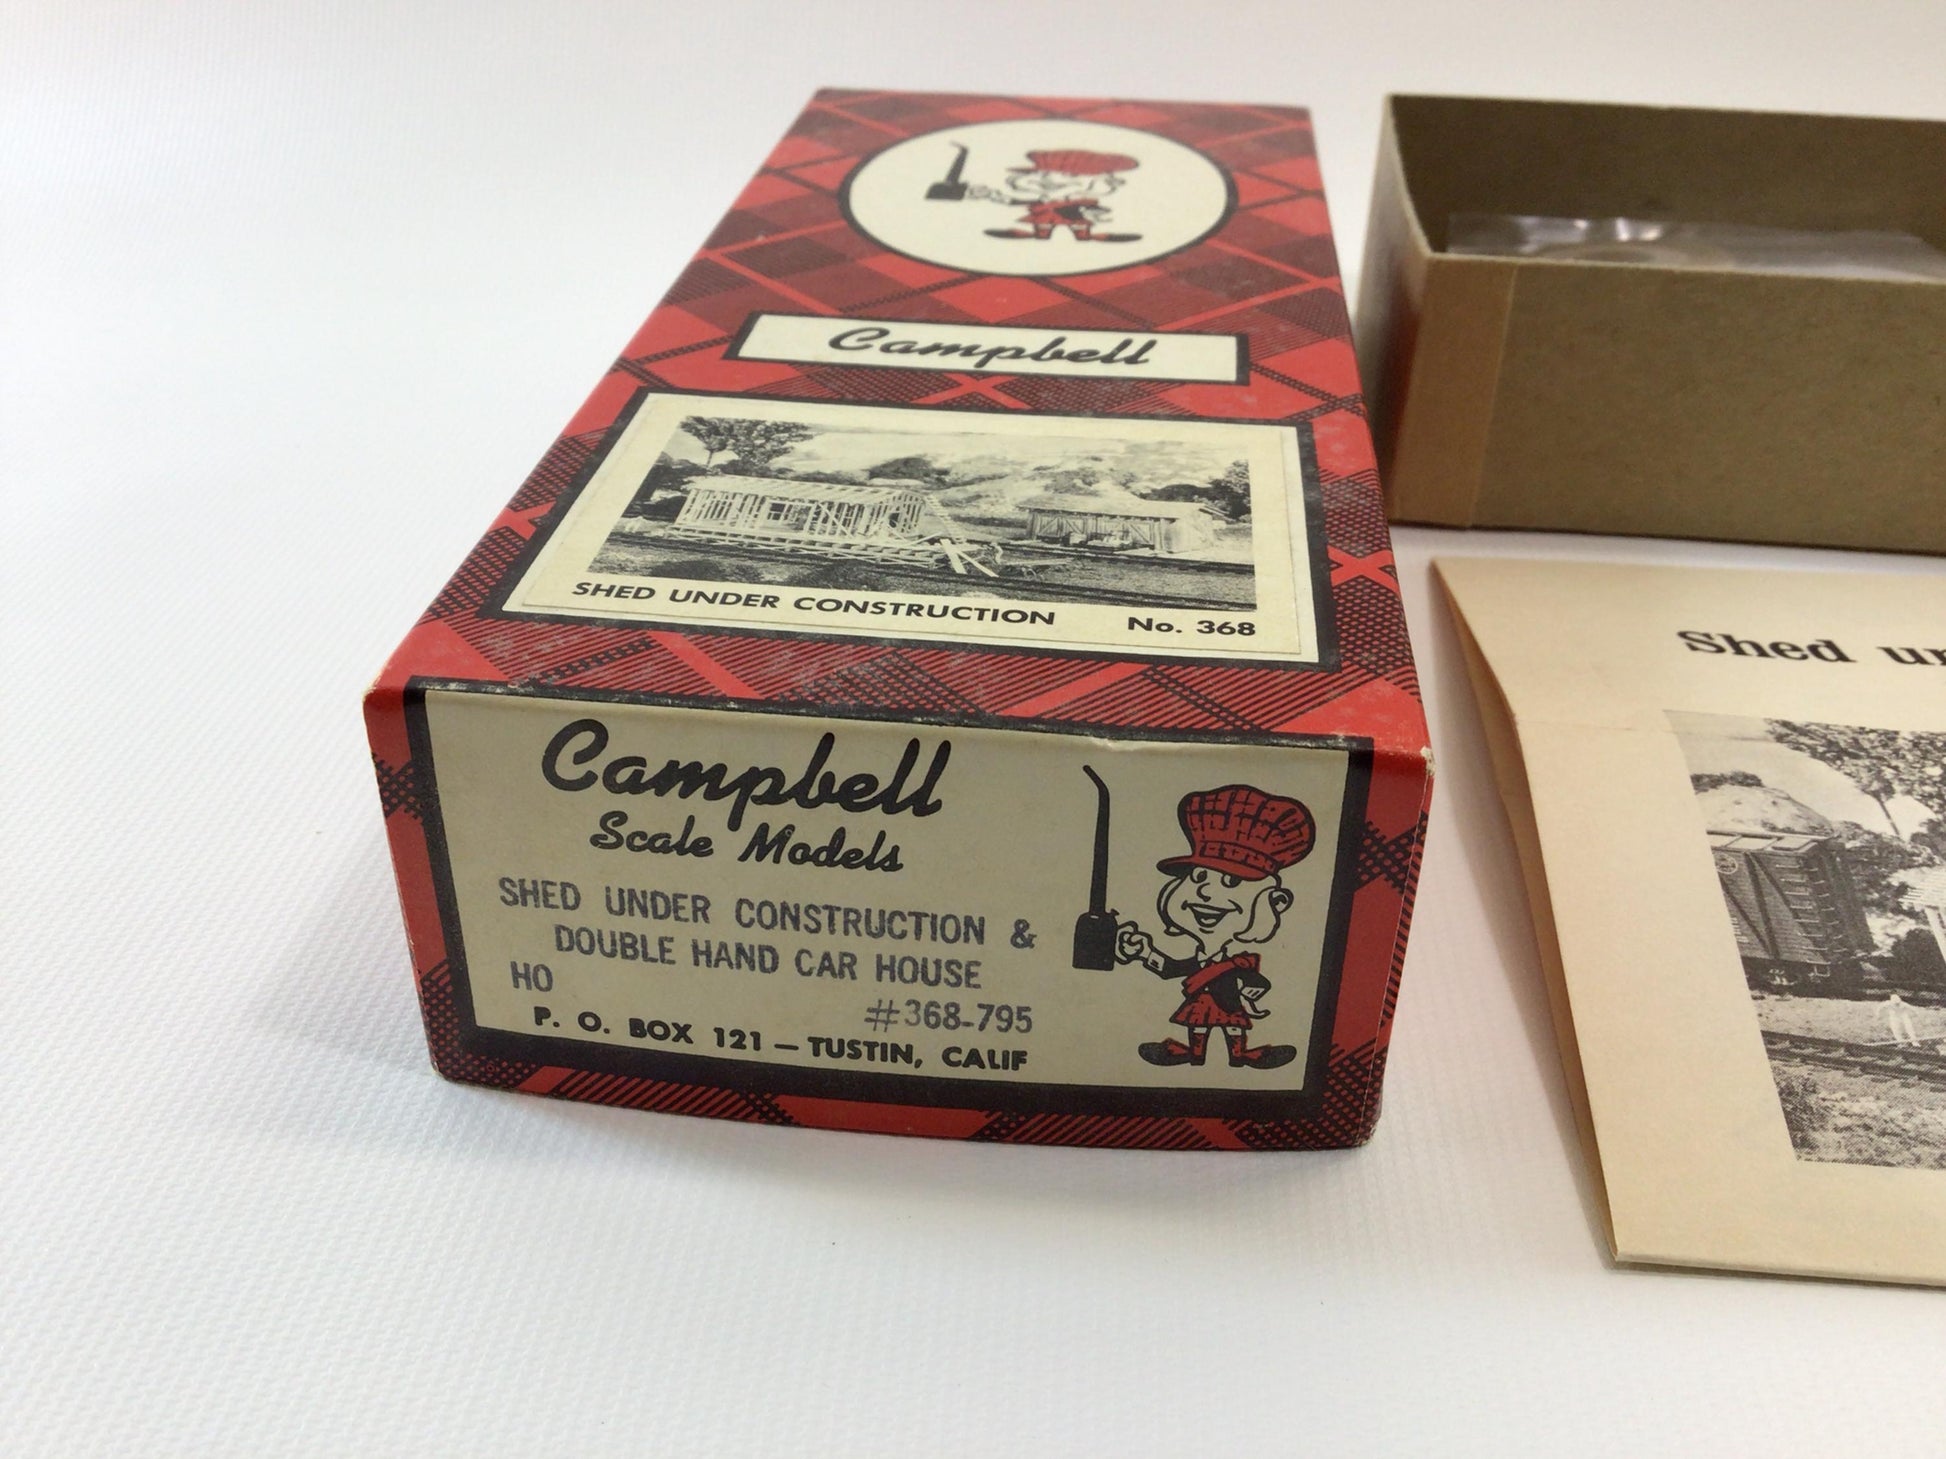 Campbell
SHED UNDER CONSTRUCTION No. 368
Campbell
Scale Models
SHED UNDER CONSTRUCTION &
DOUBLE HAND CAR HOUSE
HO
#368-795
P. O. BOX 121 – TUSTIN, CALIF
Shed